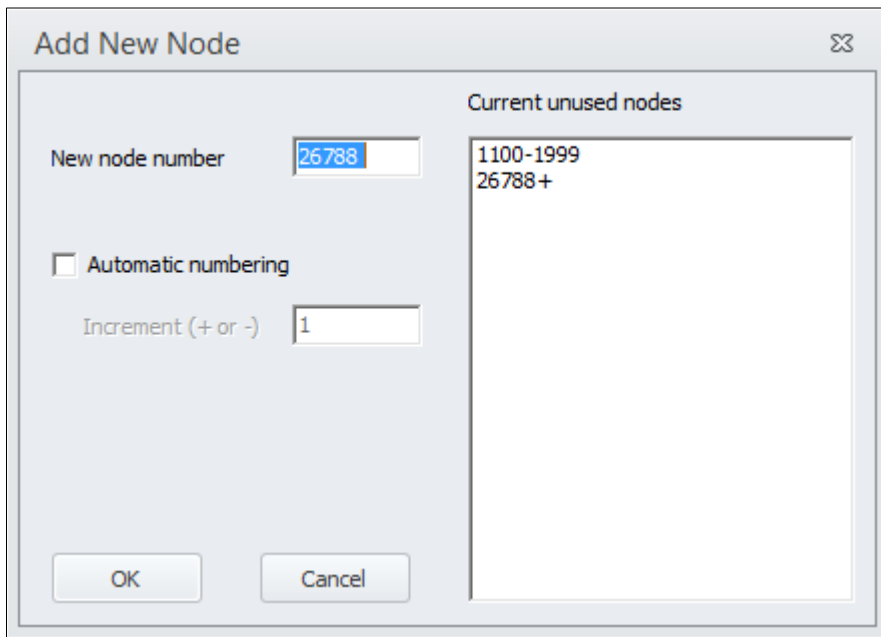 Add New Node
Current unused nodes
New node number 26788
1100-1999
26788+
Automatic numbering
Increment (+ or -) 1
OK Cancel